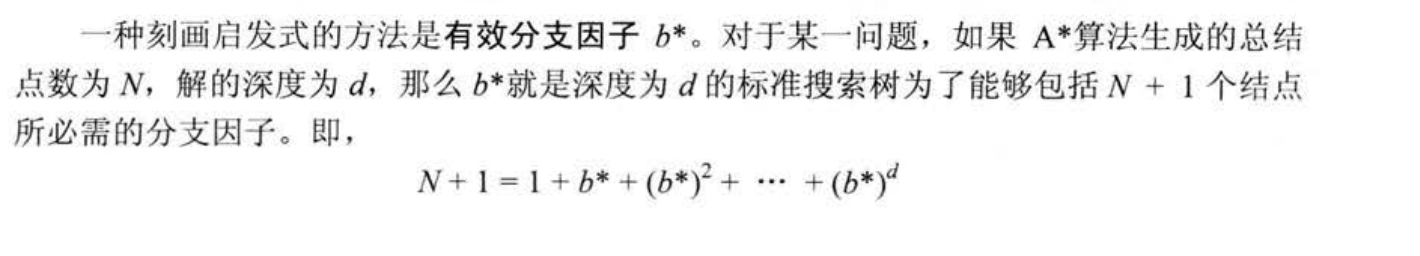 一种刻画启发式的方法是有效分支因子 b*。对于某一问题，如果 A*算法生成的总结
点数为 N，解的深度为 d，那么 b*就是深度为 d 的标准搜索树为了能够包括 N + 1 个结点
所必需的分支因子。即，
N + 1 = 1 + b* + (b*)² + ⋯ + (b*)ᵈ